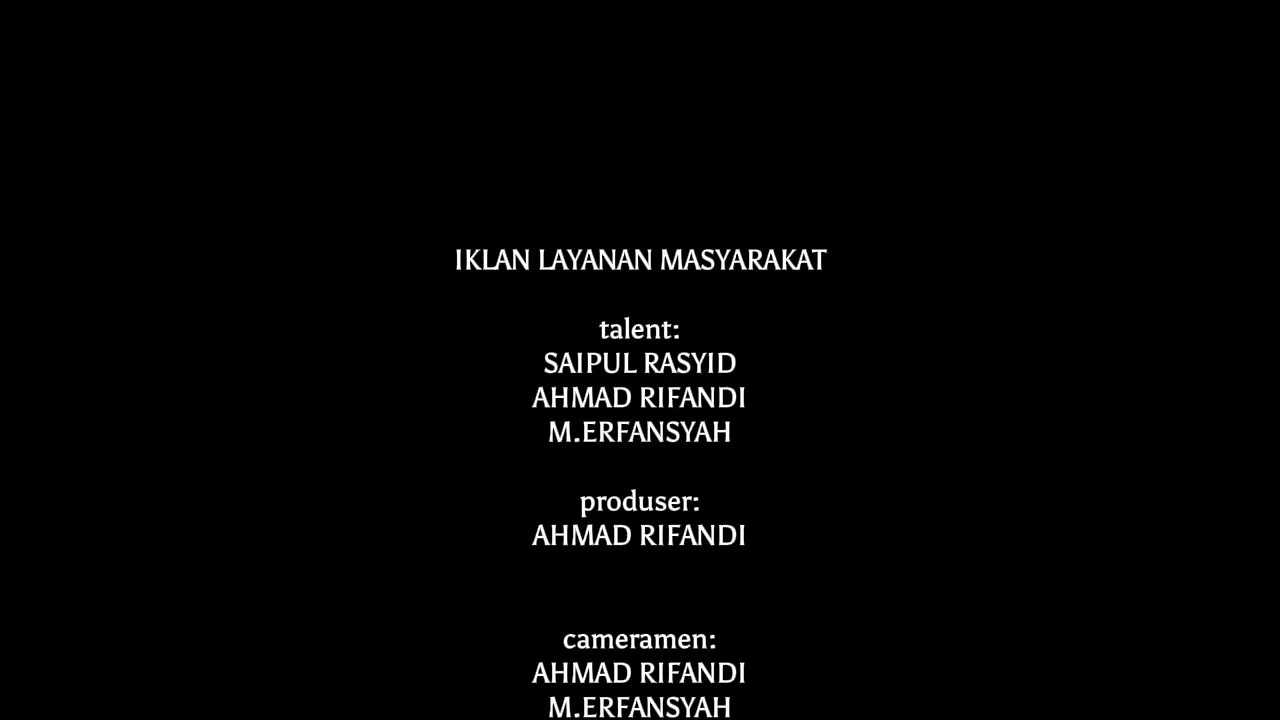 IKLAN LAYANAN MASYARAKAT
talent:
SAIPUL RASYID
AHMAD RIFANDI
M.ERFANSYAH
produser:
AHMAD RIFANDI
cameramen:
AHMAD RIFANDI
M.ERFANSYAH